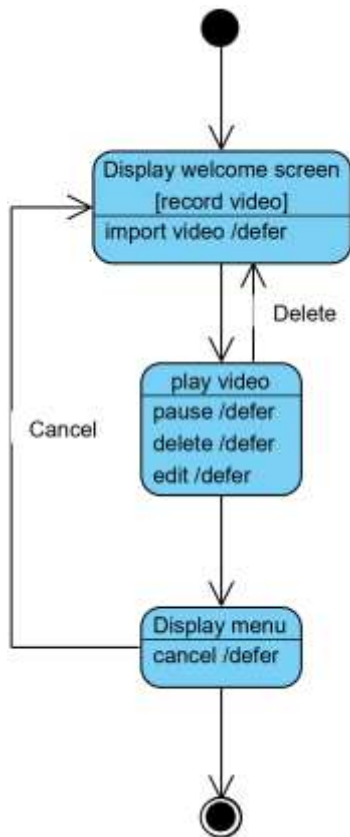 Display welcome screen
[record video]
import video /defer
Delete
play video
pause /defer
delete /defer
edit /defer
Cancel
Display menu
cancel /defer